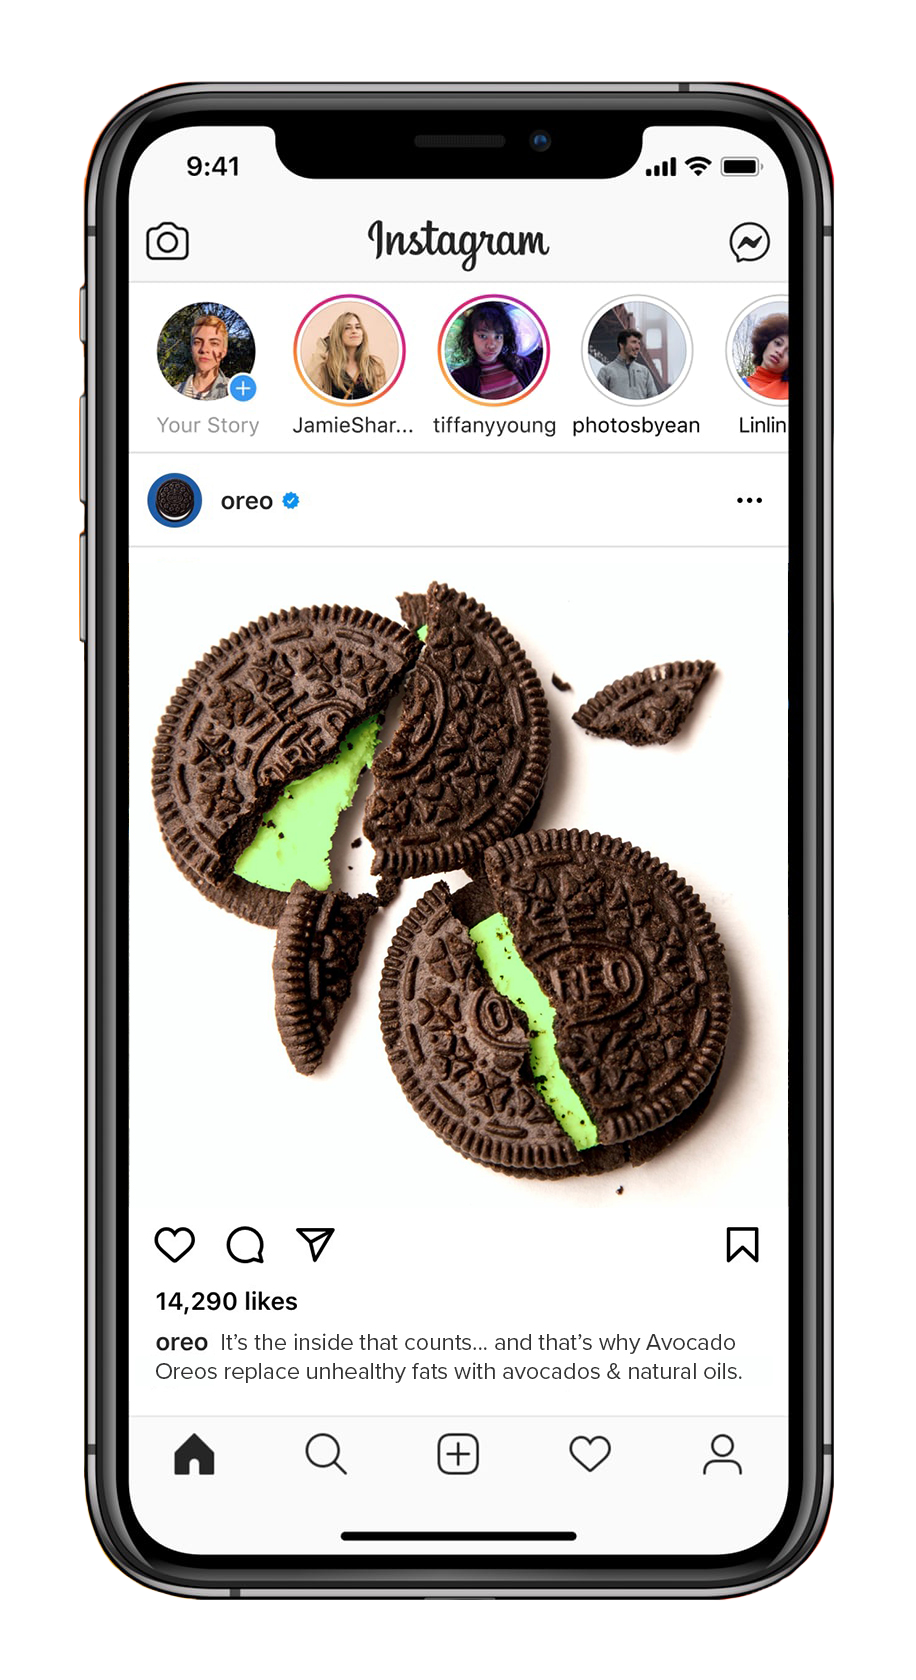 9:41
Instagram
Your Story
JamieShar...
tiffanyyoung
photosbyean
Linlin
oreo
OREO
14,290 likes
oreo It’s the inside that counts... and that’s why Avocado
Oreos replace unhealthy fats with avocados & natural oils.